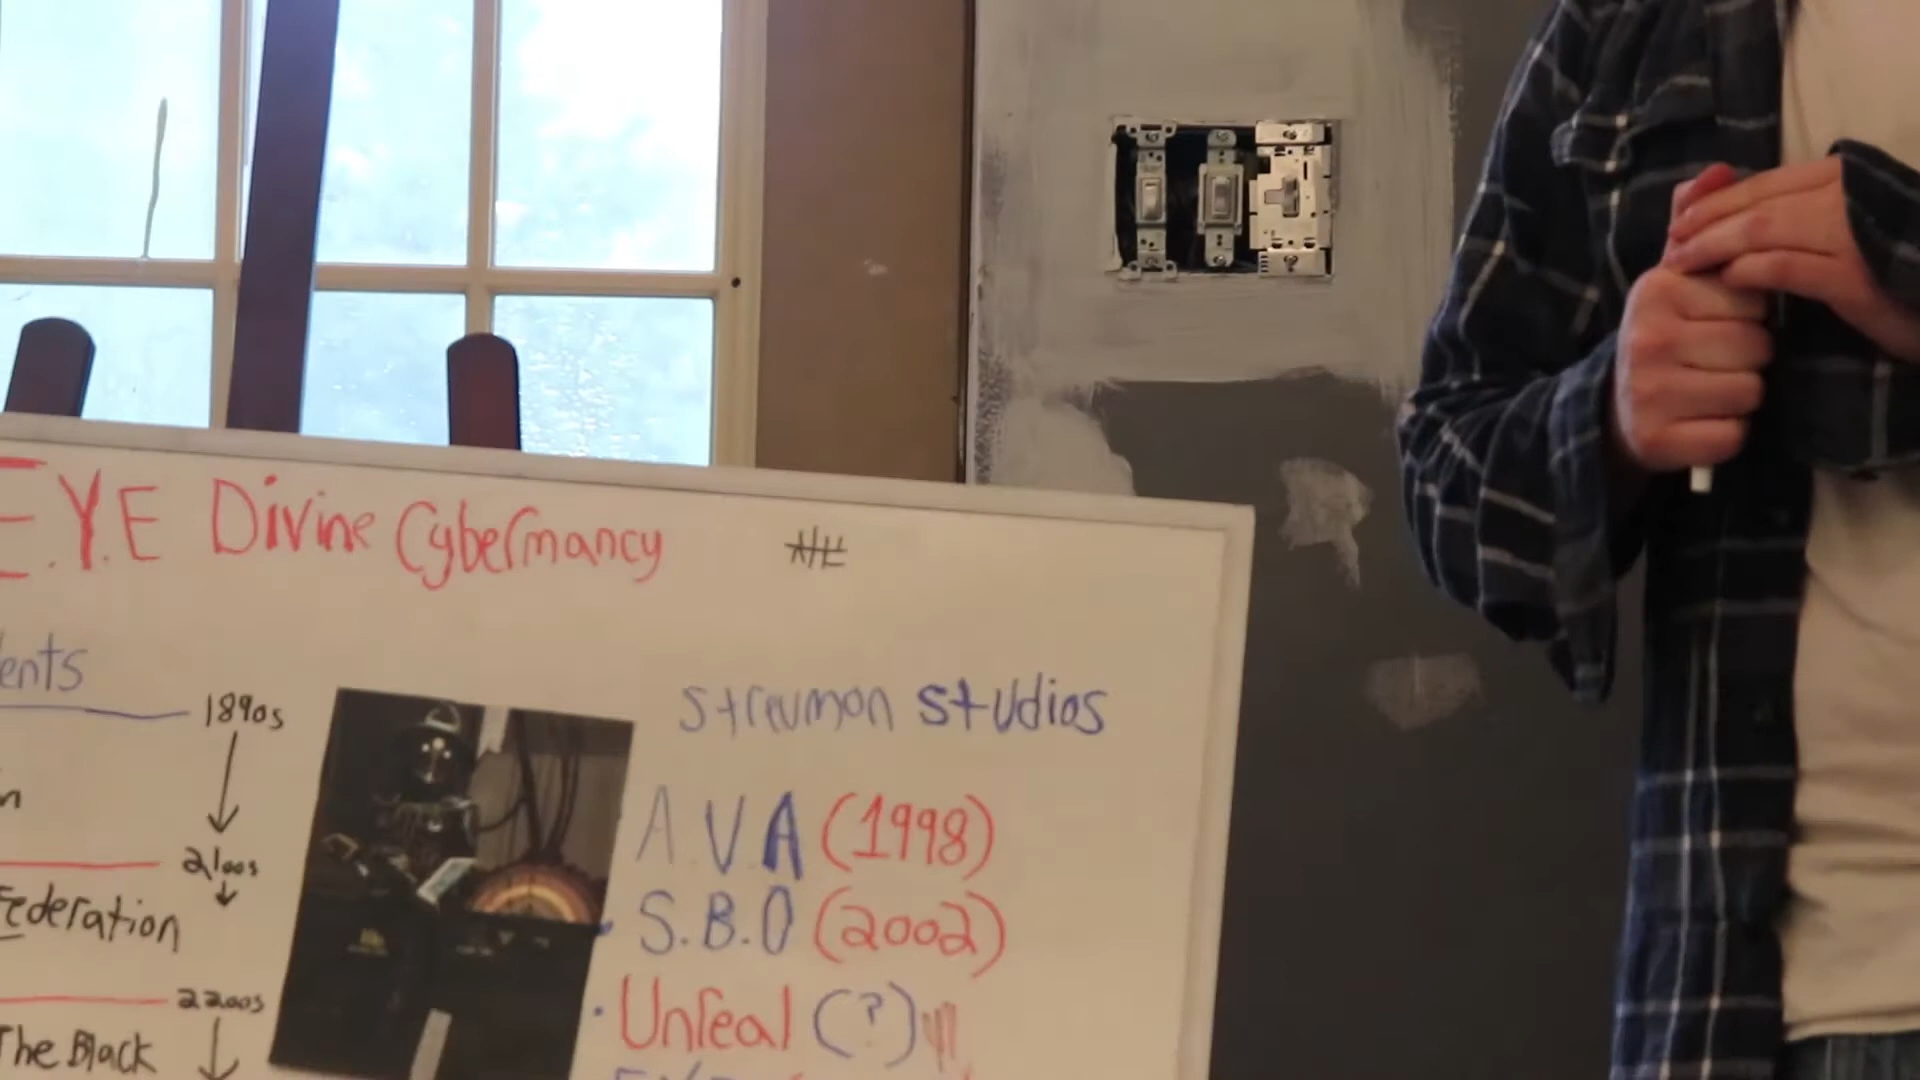 E.Y.E Divine Cybermancy
ents
1890s
n
2100s
Federation
2200s
The Black
Streumon Studios
A.V.A (1998)
S.B.O (2002)
Unreal (?)